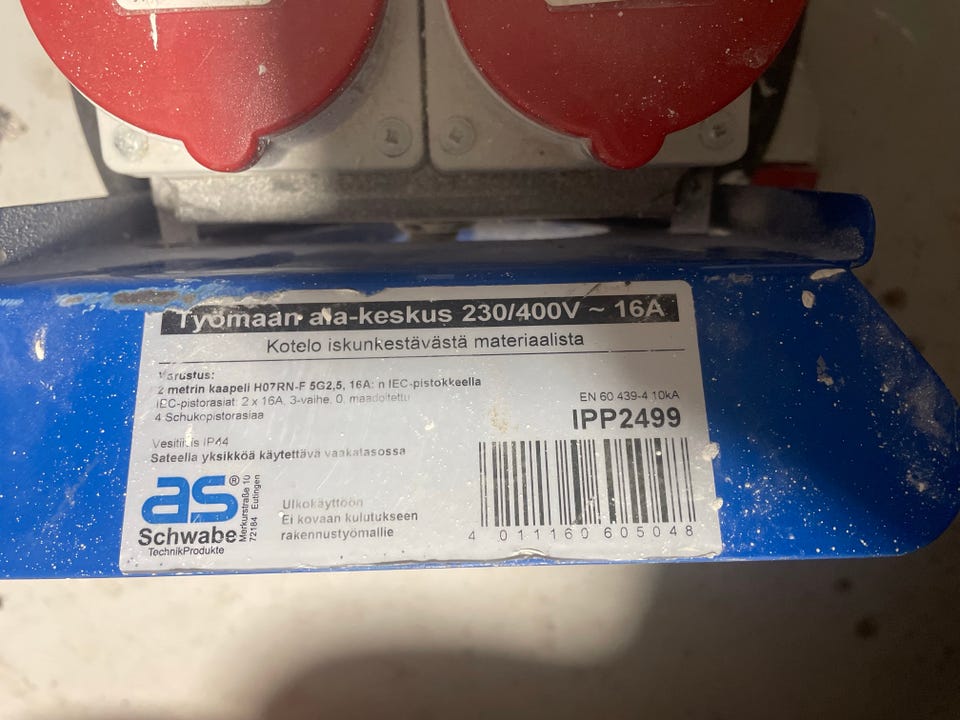 Työmaan ala-keskus 230/400V ~ 16A
Kotelo iskunkestävästä materiaalista
Varustus:
2 metrin kaapeli H07RN-F 5G2,5, 16A: n IEC-pistokkeella
IEC-pistorasiat: 2 x 16A, 3-vaihe, 0, maadoitettu
4 Schukopistorasiaa
EN 60 439-4 10kA
IPP2499
Vesitiivis IP44
Sateella yksikköä käytettävä vaakatasossa
as®
Schwabe
TechnikProdukte
Merkurstraße 10
72184 Eutingen
Ulkokäyttöön
Ei kovaan kulutukseen
rakennustyömallie
4 011160 605048